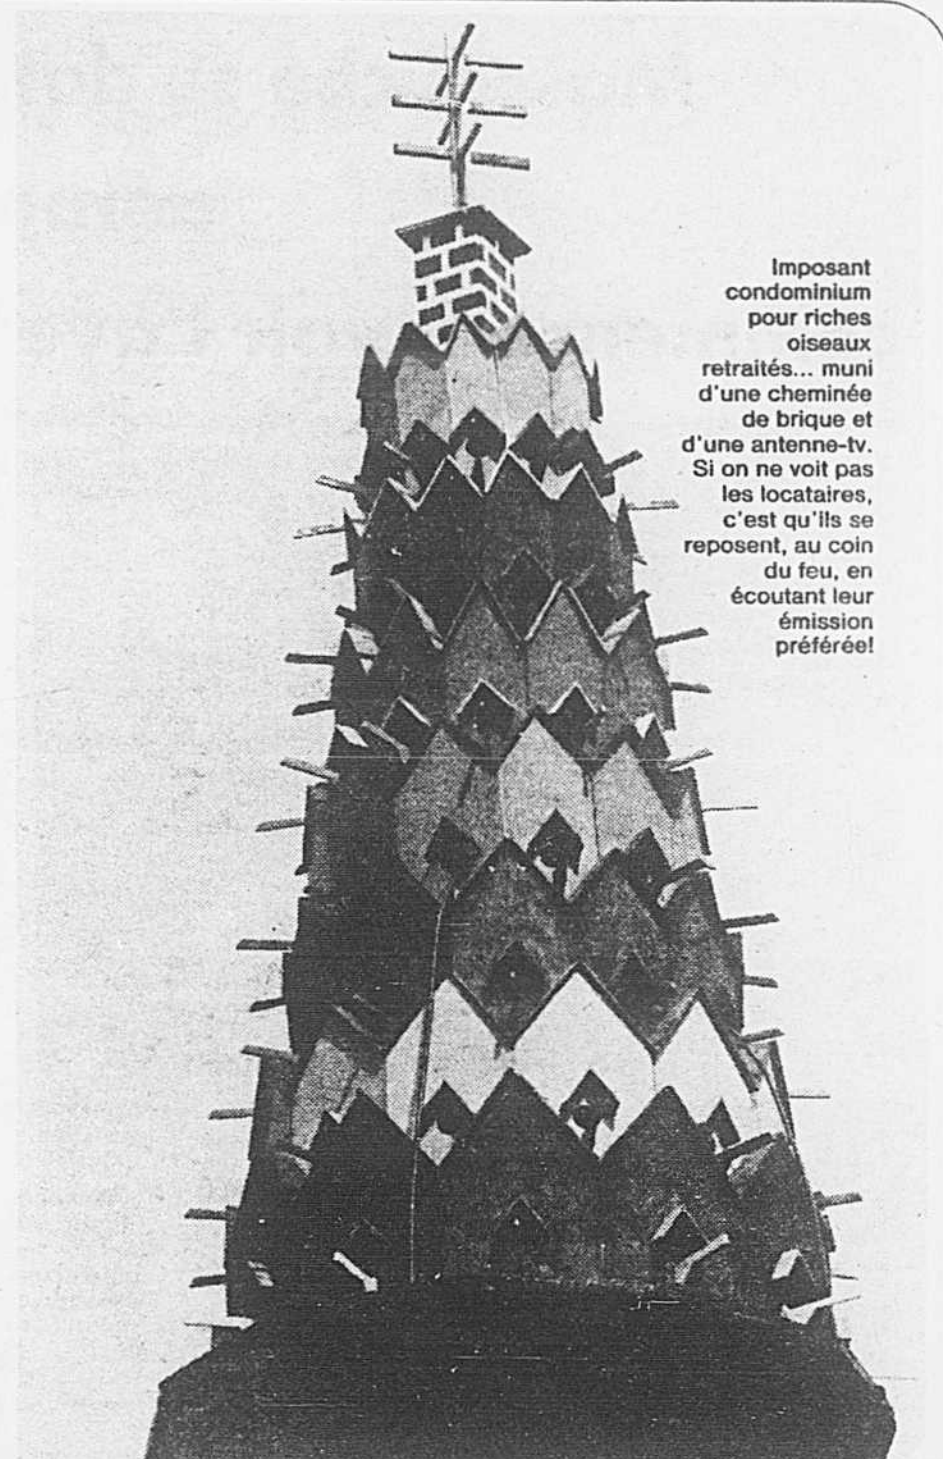 Imposant
condominium
pour riches
oiseaux
retraités... muni
d'une cheminée
de brique et
d'une antenne-tv.
Si on ne voit pas
les locataires,
c'est qu'ils se
reposent, au coin
du feu, en
écoutant leur
émission
préférée!